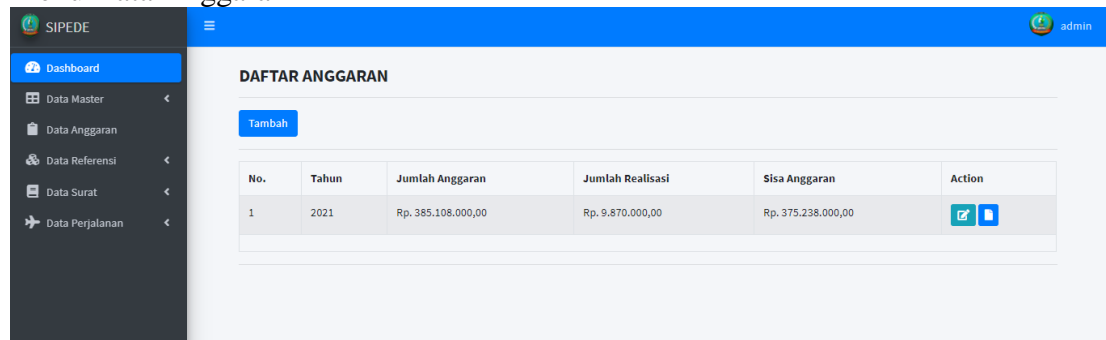 SIPEDE
admin
Dashboard
Data Master
Data Anggaran
Data Referensi
Data Surat
Data Perjalanan
DAFTAR ANGGARAN
Tambah
No. Tahun Jumlah Anggaran Jumlah Realisasi Sisa Anggaran Action
1 2021 Rp. 385.108.000,00 Rp. 9.870.000,00 Rp. 375.238.000,00